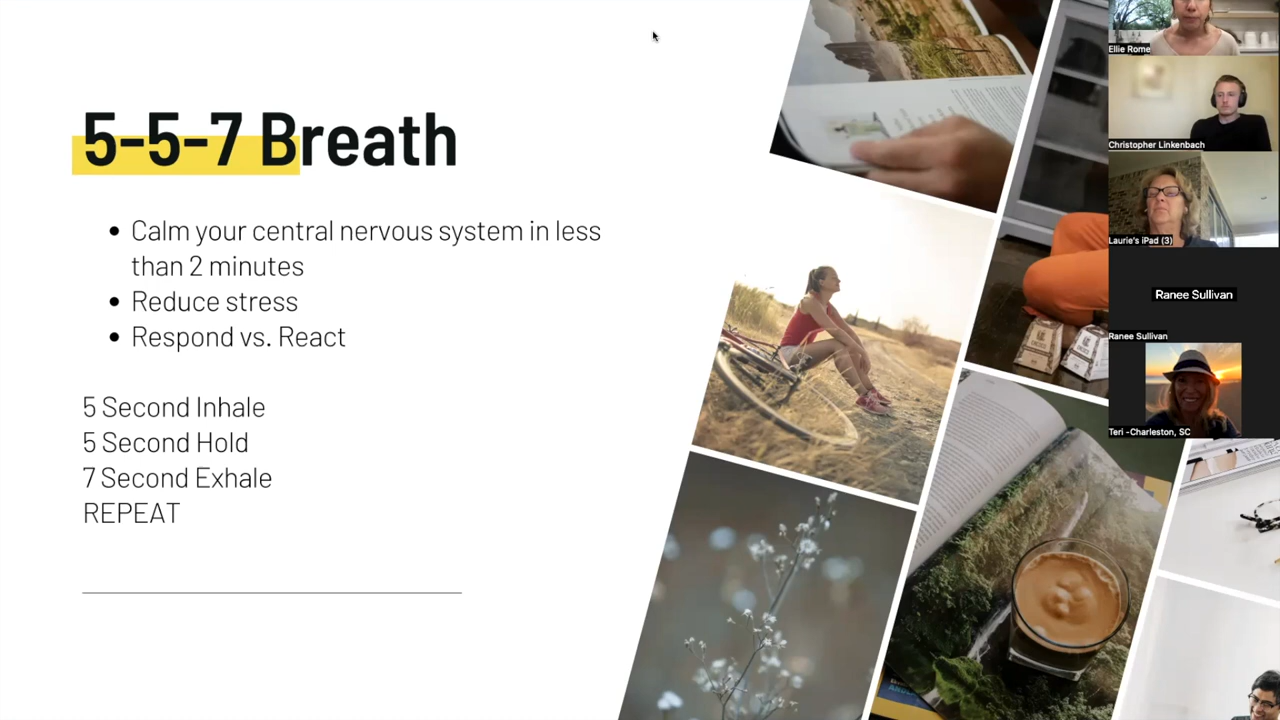 5-5-7 Breath
Calm your central nervous system in less
than 2 minutes
Reduce stress
Respond vs. React
5 Second Inhale
5 Second Hold
7 Second Exhale
REPEAT
Ellie Rome
Christopher Linkenbach
Laurie's iPad (3)
Ranee Sullivan
Ranee Sullivan
Teri -Charleston, SC